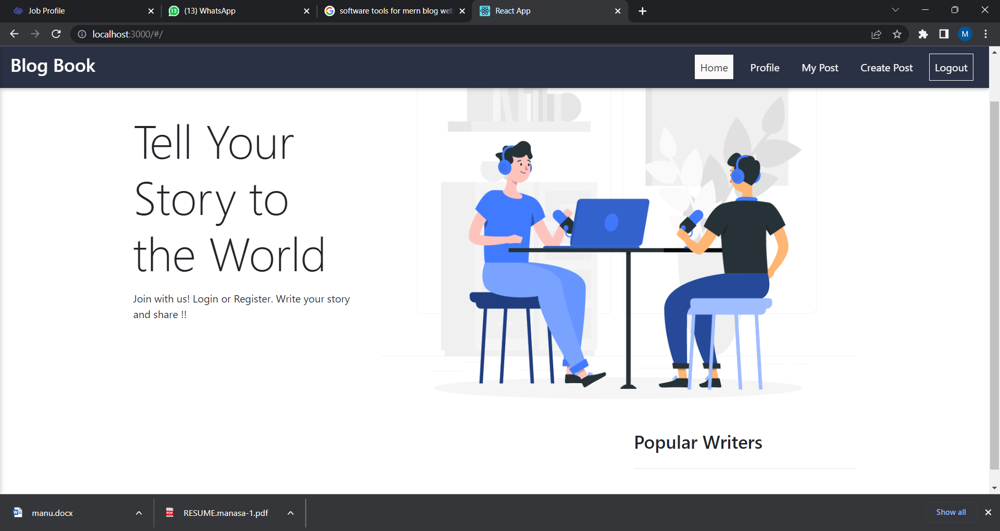 Job Profile
(13) WhatsApp
software tools for mern blog web
React App
localhost:3000/#/
M
Blog Book
Home
Profile
My Post
Create Post
Logout
Tell Your
Story to
the World
Join with us! Login or Register. Write your story
and share !!
Popular Writers
manu.docx
PDF
RESUME.manasa-1.pdf
Show all